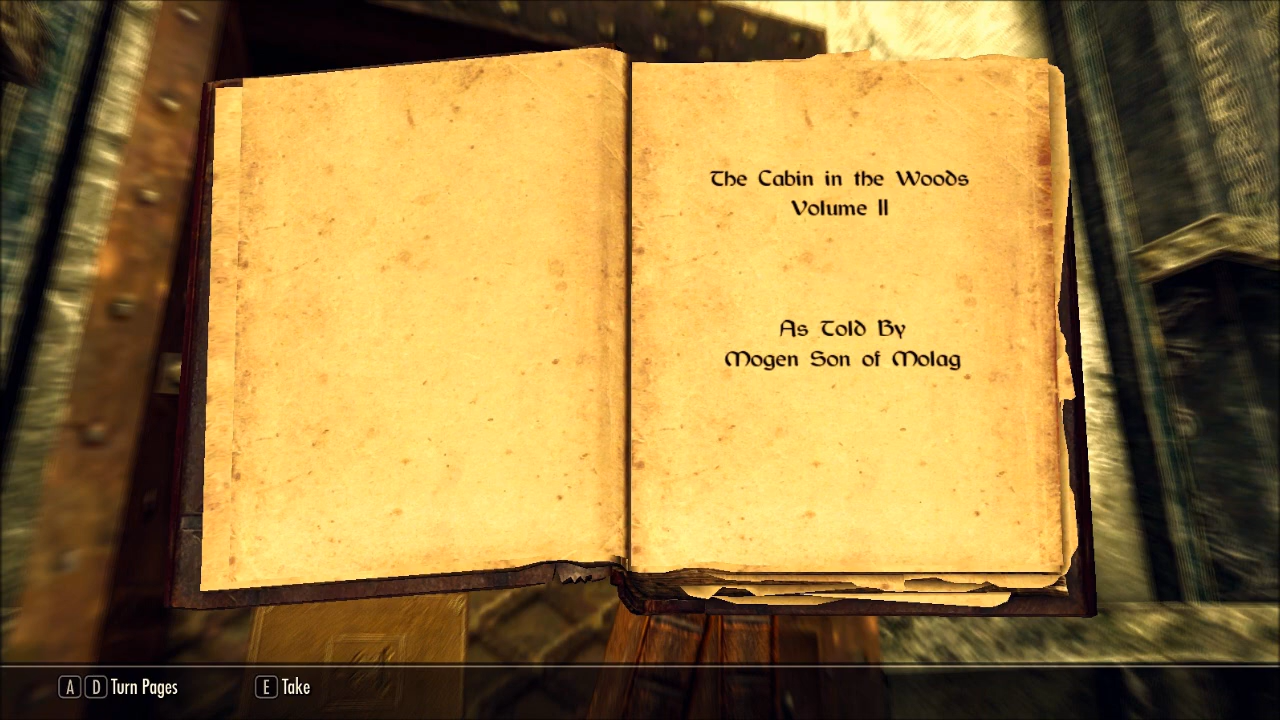 The Cabin in the Woods
Volume II
As Told By
Mogen Son of Molag
A D Turn Pages
E Take